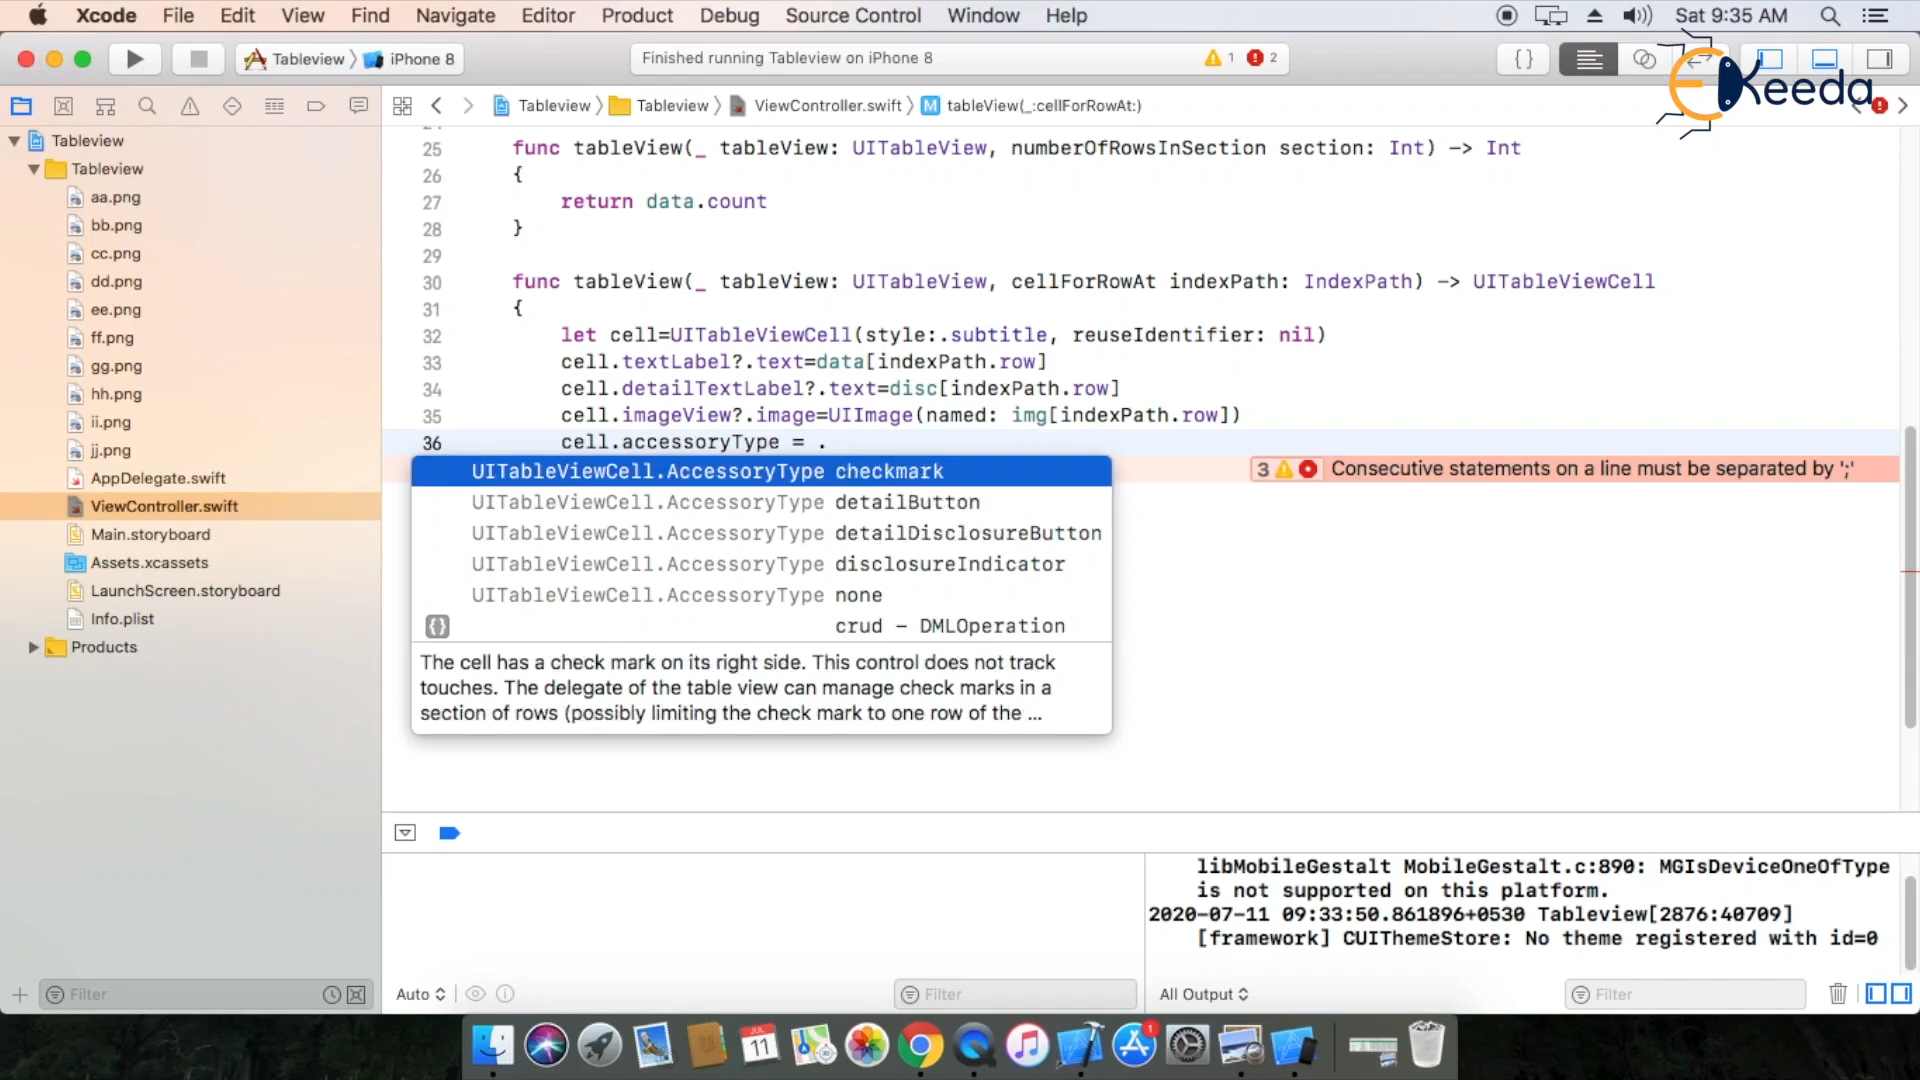 Xcode File Edit View Find Navigate Editor Product Debug Source Control Window Help Sat 9:35 AM
Tableview iPhone 8 Finished running Tableview on iPhone 8 1 2
EKeeda
Tableview Tableview ViewController.swift M tableView(_:cellForRowAt:)
Tableview
Tableview
aa.png
bb.png
cc.png
dd.png
ee.png
ff.png
gg.png
hh.png
ii.png
jj.png
AppDelegate.swift
ViewController.swift
Main.storyboard
Assets.xcassets
LaunchScreen.storyboard
Info.plist
Products
25 func tableView(_ tableView: UITableView, numberOfRowsInSection section: Int) -> Int
26 {
27 return data.count
28 }
29
30 func tableView(_ tableView: UITableView, cellForRowAt indexPath: IndexPath) -> UITableViewCell
31 {
32 let cell=UITableViewCell(style:.subtitle, reuseIdentifier: nil)
33 cell.textLabel?.text=data[indexPath.row]
34 cell.detailTextLabel?.text=disc[indexPath.row]
35 cell.imageView?.image=UIImage(named: img[indexPath.row])
36 cell.accessoryType = .
3 Consecutive statements on a line must be separated by ';'
UITableViewCell.AccessoryType checkmark
UITableViewCell.AccessoryType detailButton
UITableViewCell.AccessoryType detailDisclosureButton
UITableViewCell.AccessoryType disclosureIndicator
UITableViewCell.AccessoryType none
{} crud – DMLOperation
The cell has a check mark on its right side. This control does not track
touches. The delegate of the table view can manage check marks in a
section of rows (possibly limiting the check mark to one row of the ...
libMobileGestalt MobileGestalt.c:890: MGIsDeviceOneOfType
is not supported on this platform.
2020-07-11 09:33:50.861896+0530 Tableview[2876:40709]
[framework] CUIThemeStore: No theme registered with id=0
Filter Auto Filter All Output Filter
JUL
11
1